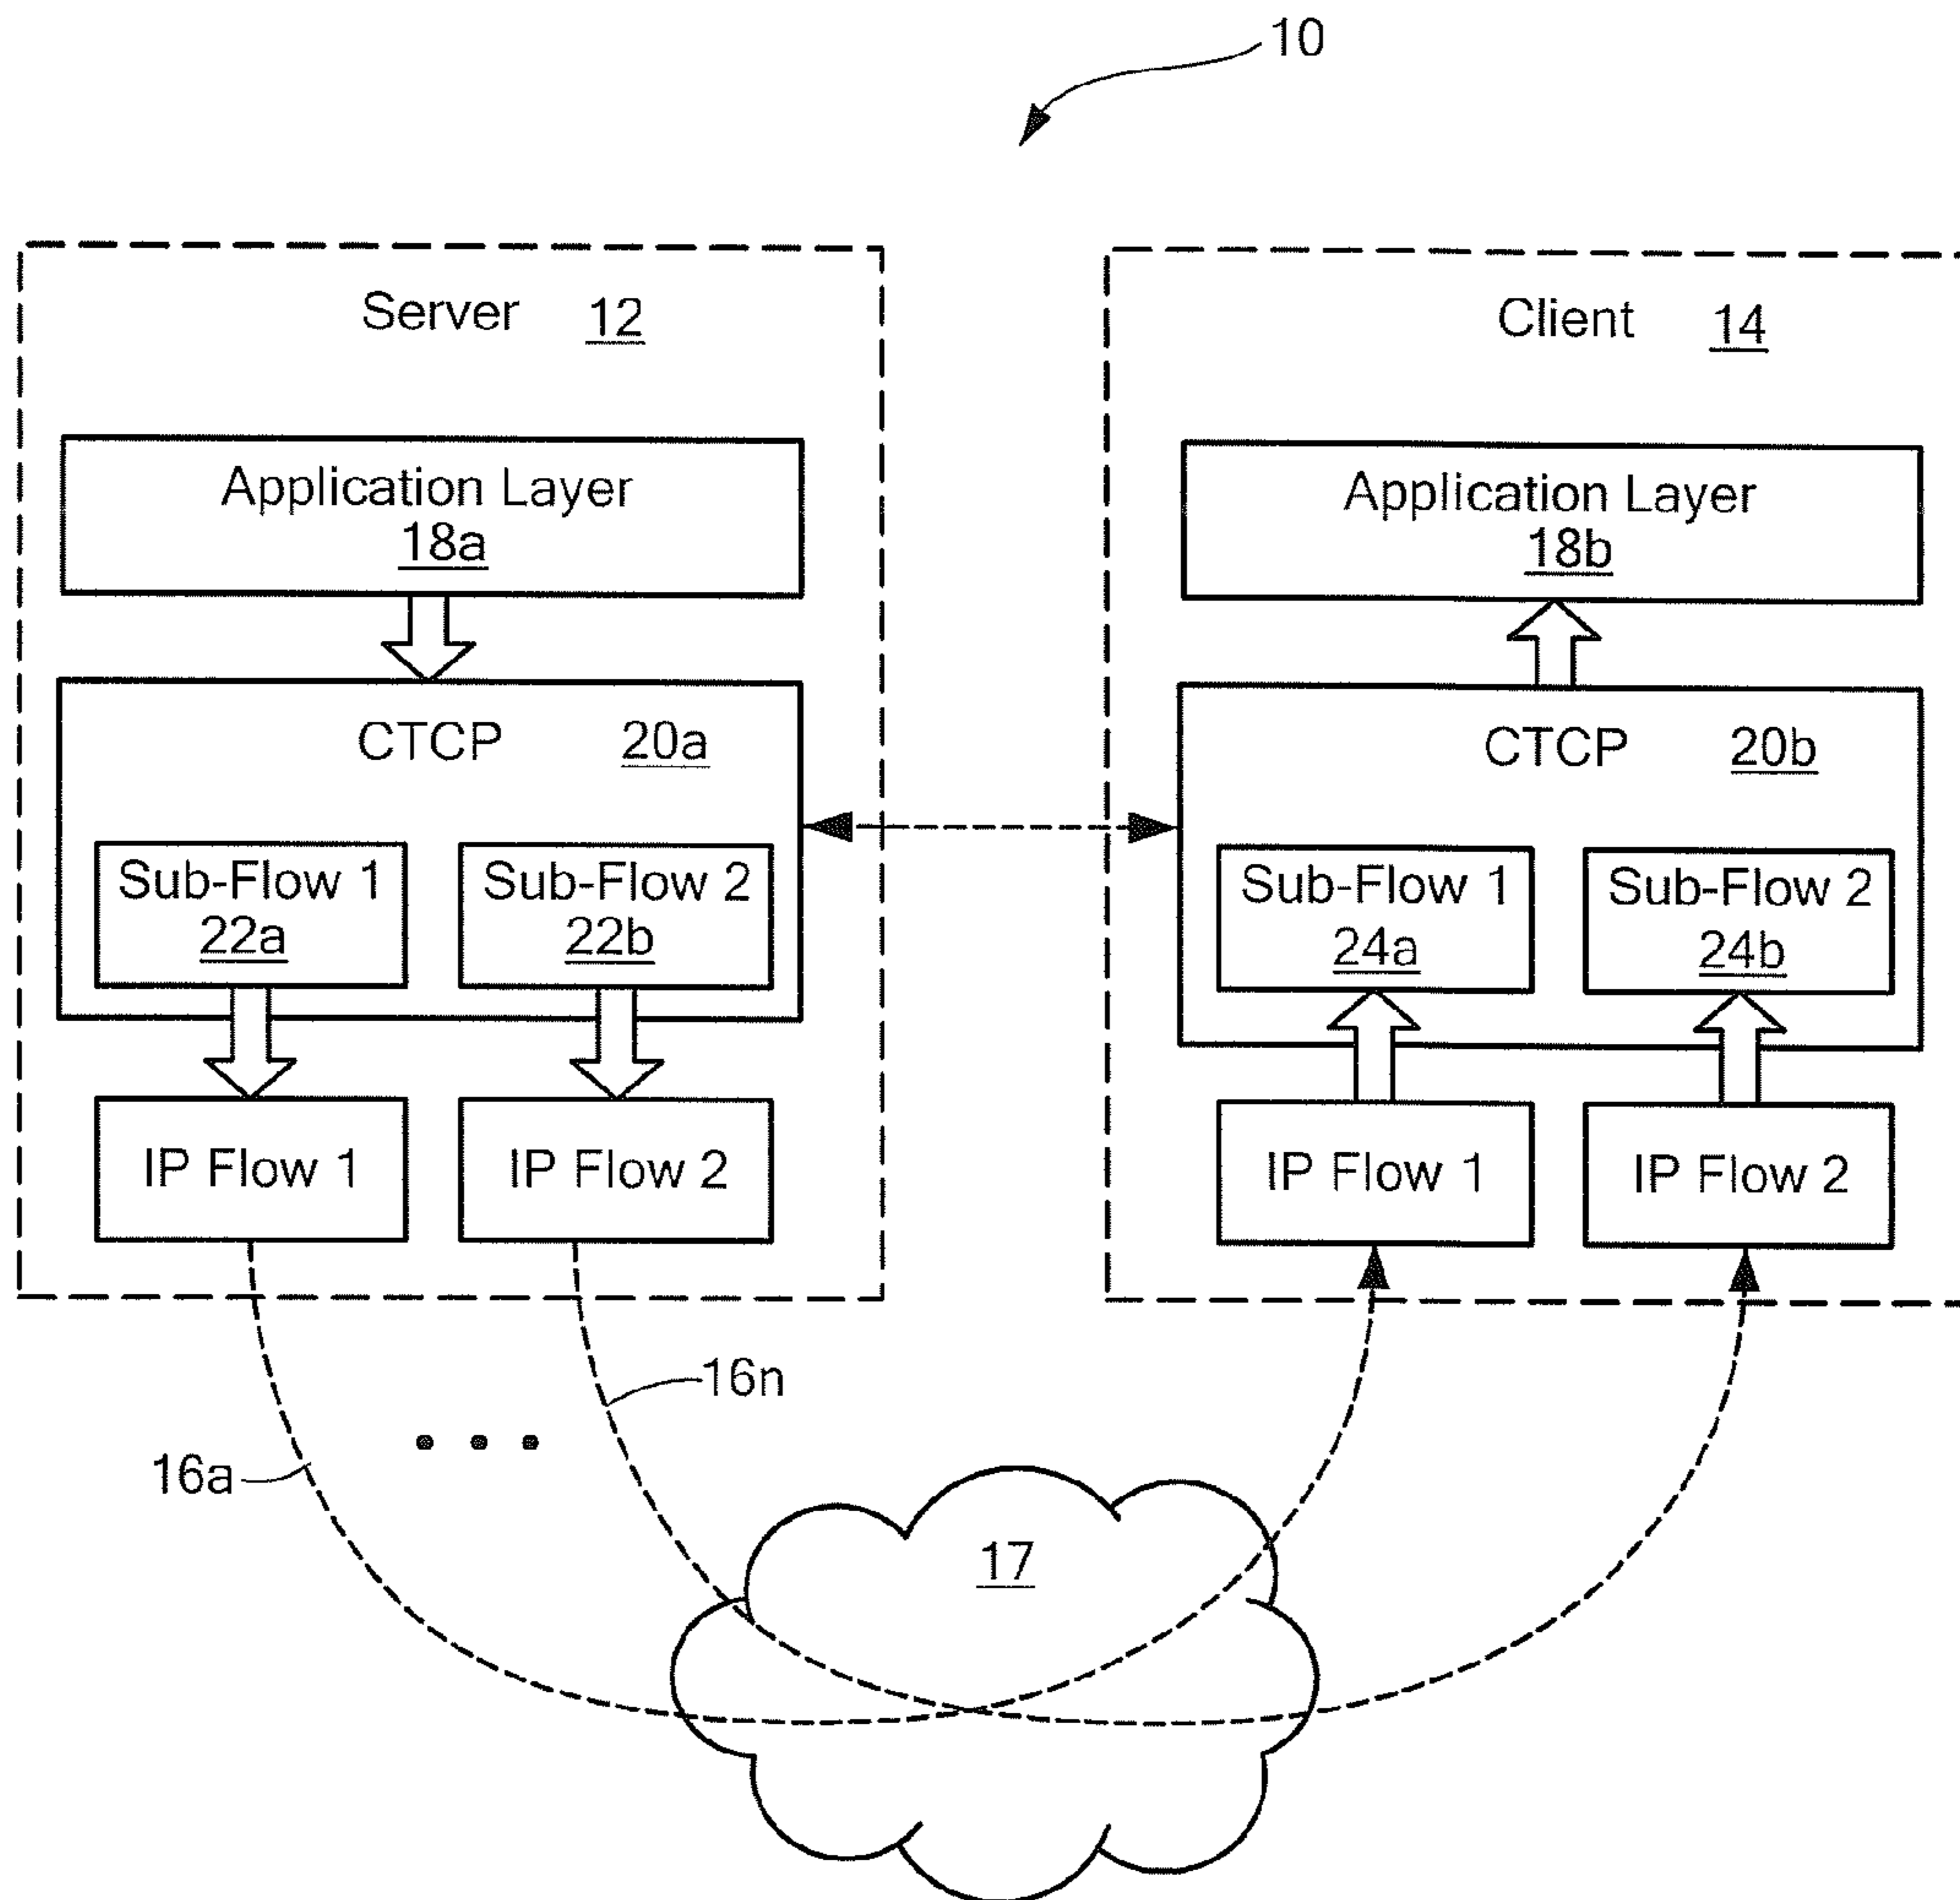 10
Server 12
Application Layer
18a
CTCP 20a
Sub-Flow 1
22a
Sub-Flow 2
22b
IP Flow 1
IP Flow 2
Client 14
Application Layer
18b
CTCP 20b
Sub-Flow 1
24a
Sub-Flow 2
24b
IP Flow 1
IP Flow 2
16n
16a
17